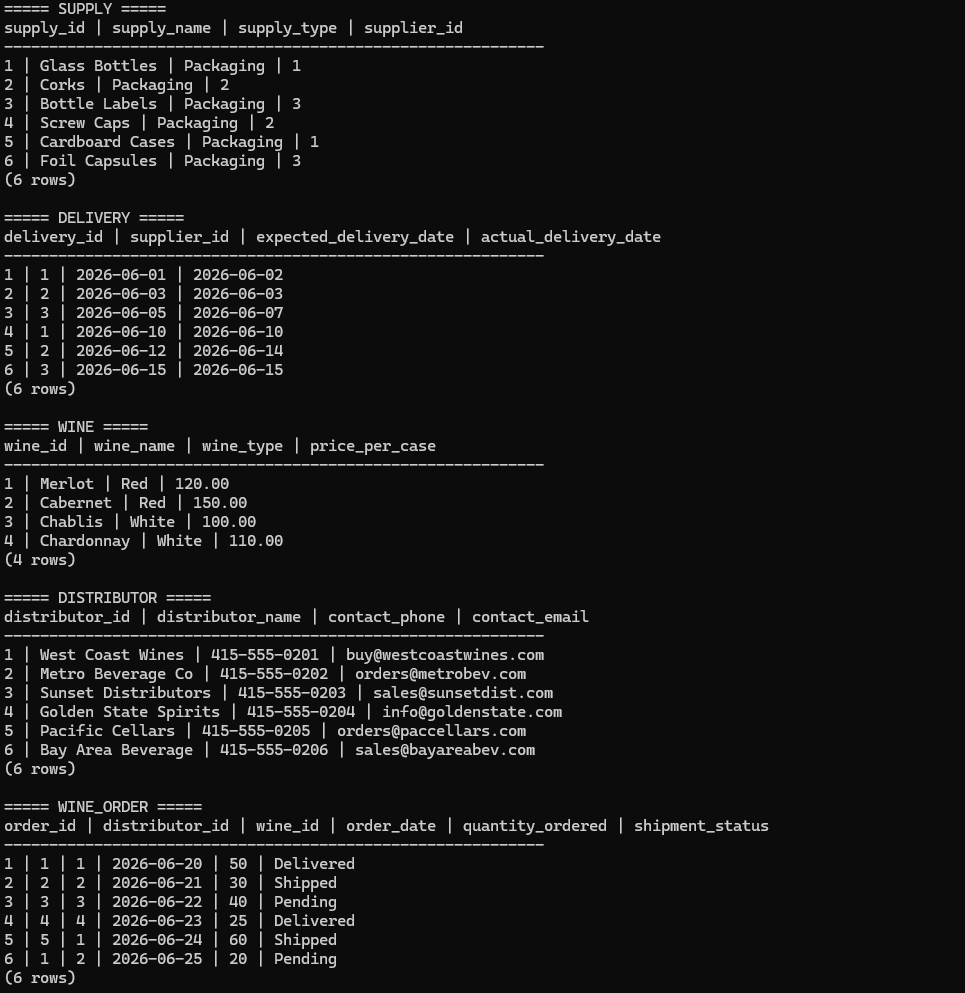 ===== SUPPLY =====
supply_id | supply_name | supply_type | supplier_id
------------------------------------------------------------
1 | Glass Bottles | Packaging | 1
2 | Corks | Packaging | 2
3 | Bottle Labels | Packaging | 3
4 | Screw Caps | Packaging | 2
5 | Cardboard Cases | Packaging | 1
6 | Foil Capsules | Packaging | 3
(6 rows)

===== DELIVERY =====
delivery_id | supplier_id | expected_delivery_date | actual_delivery_date
------------------------------------------------------------
1 | 1 | 2026-06-01 | 2026-06-02
2 | 2 | 2026-06-03 | 2026-06-03
3 | 3 | 2026-06-05 | 2026-06-07
4 | 1 | 2026-06-10 | 2026-06-10
5 | 2 | 2026-06-12 | 2026-06-14
6 | 3 | 2026-06-15 | 2026-06-15
(6 rows)

===== WINE =====
wine_id | wine_name | wine_type | price_per_case
------------------------------------------------------------
1 | Merlot | Red | 120.00
2 | Cabernet | Red | 150.00
3 | Chablis | White | 100.00
4 | Chardonnay | White | 110.00
(4 rows)

===== DISTRIBUTOR =====
distributor_id | distributor_name | contact_phone | contact_email
------------------------------------------------------------
1 | West Coast Wines | 415-555-0201 | buy@westcoastwines.com
2 | Metro Beverage Co | 415-555-0202 | orders@metrobev.com
3 | Sunset Distributors | 415-555-0203 | sales@sunsetdist.com
4 | Golden State Spirits | 415-555-0204 | info@goldenstate.com
5 | Pacific Cellars | 415-555-0205 | orders@paccellars.com
6 | Bay Area Beverage | 415-555-0206 | sales@bayareabev.com
(6 rows)

===== WINE_ORDER =====
order_id | distributor_id | wine_id | order_date | quantity_ordered | shipment_status
------------------------------------------------------------
1 | 1 | 1 | 2026-06-20 | 50 | Delivered
2 | 2 | 2 | 2026-06-21 | 30 | Shipped
3 | 3 | 3 | 2026-06-22 | 40 | Pending
4 | 4 | 4 | 2026-06-23 | 25 | Delivered
5 | 5 | 1 | 2026-06-24 | 60 | Shipped
6 | 1 | 2 | 2026-06-25 | 20 | Pending
(6 rows)